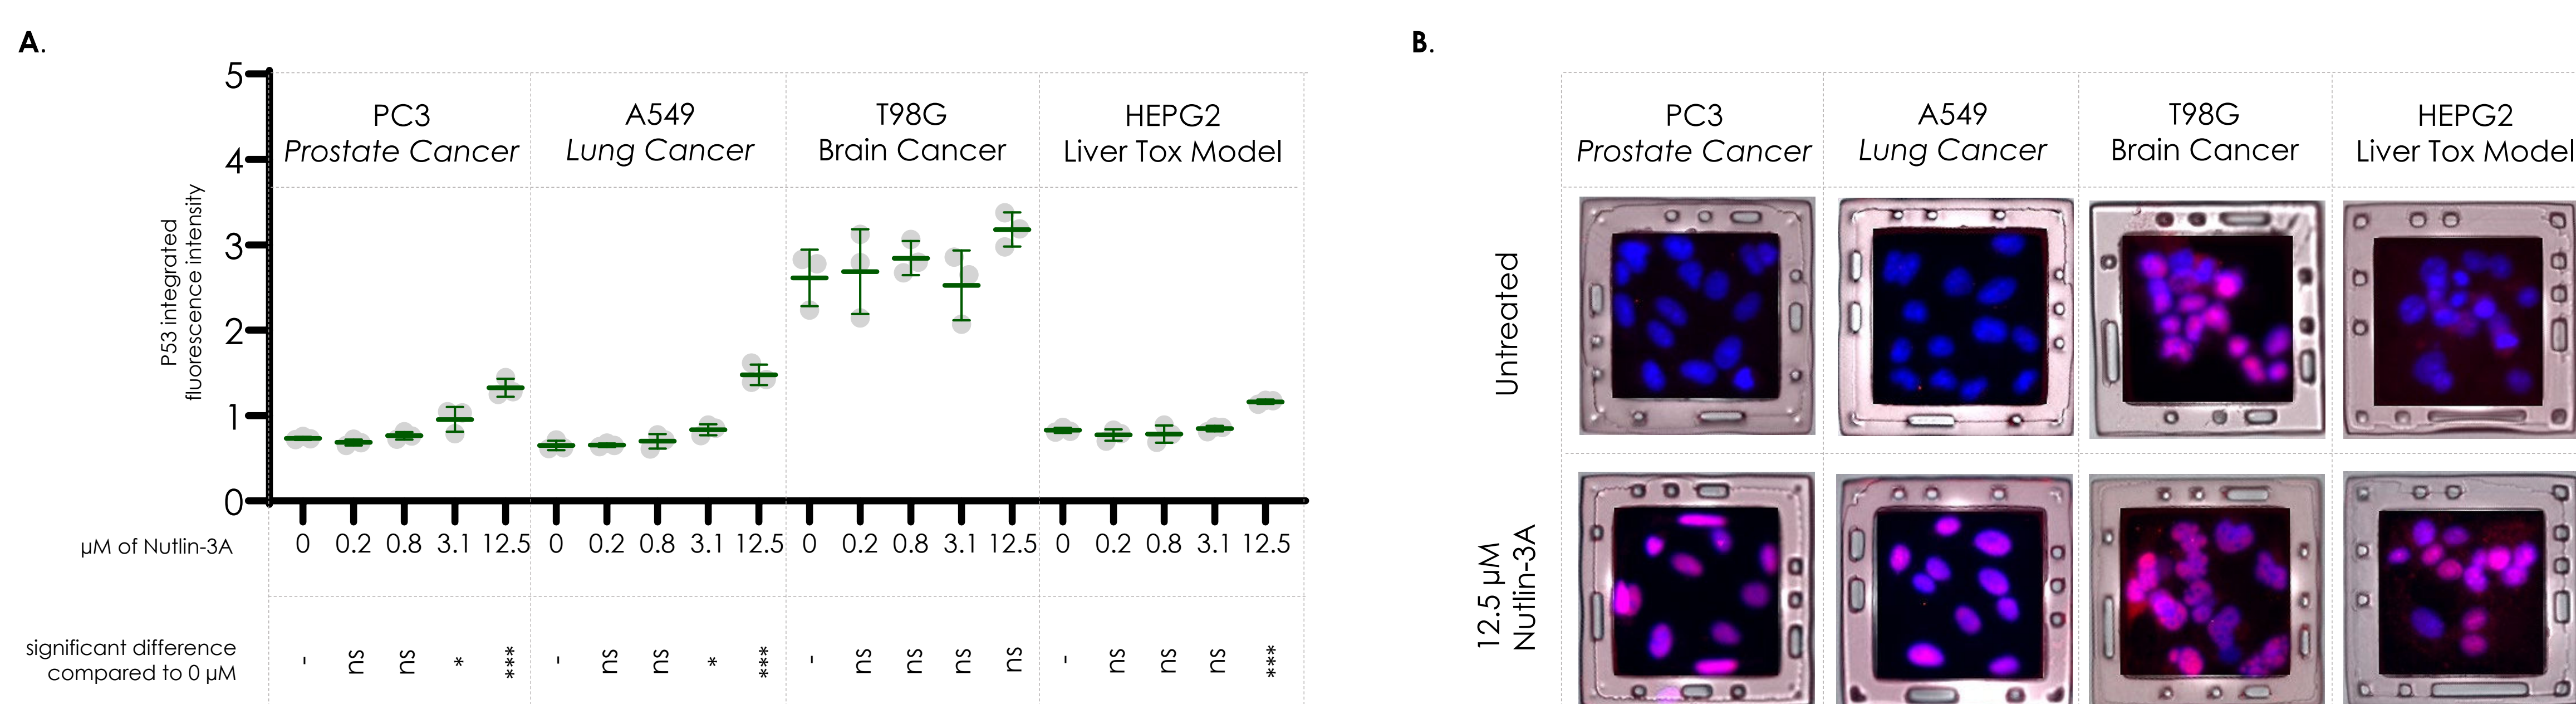 A.
5
4
3
2
1
0
P53 integrated
fluorescence intensity
PC3
Prostate Cancer
A549
Lung Cancer
T98G
Brain Cancer
HEPG2
Liver Tox Model
µM of Nutlin-3A
0 0.2 0.8 3.1 12.5 0 0.2 0.8 3.1 12.5 0 0.2 0.8 3.1 12.5 0 0.2 0.8 3.1 12.5
significant difference
compared to 0 µM
- ns ns * *** - ns ns * *** - ns ns ns ns - ns ns ns ***
B.
PC3
Prostate Cancer
A549
Lung Cancer
T98G
Brain Cancer
HEPG2
Liver Tox Model
Untreated
12.5 µM
Nutlin-3A